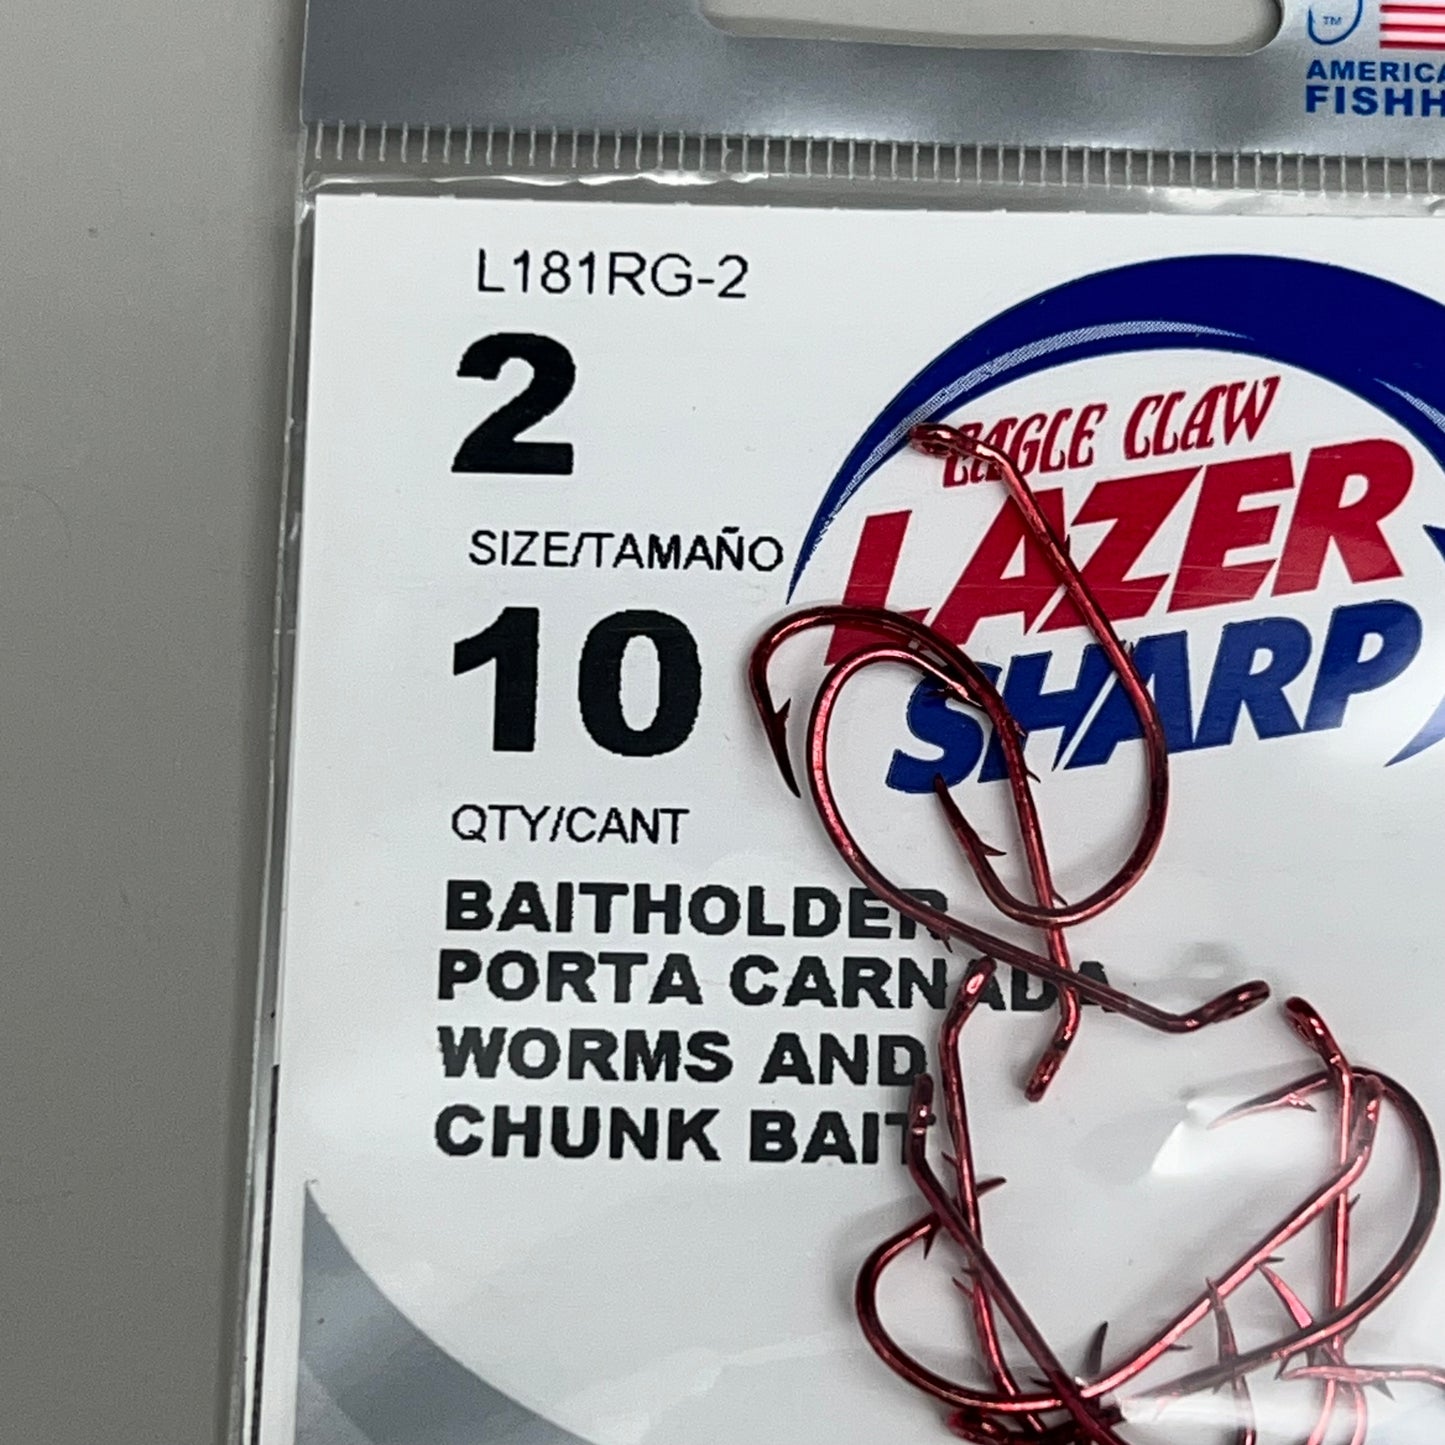 TM
AMERICA
FISHH
L181RG-2
2
SIZE/TAMAÑO
10
QTY/CANT
BAITHOLDER
PORTA CARNADA
WORMS AND
CHUNK BAIT
EAGLE CLAW
LAZER
SHARP